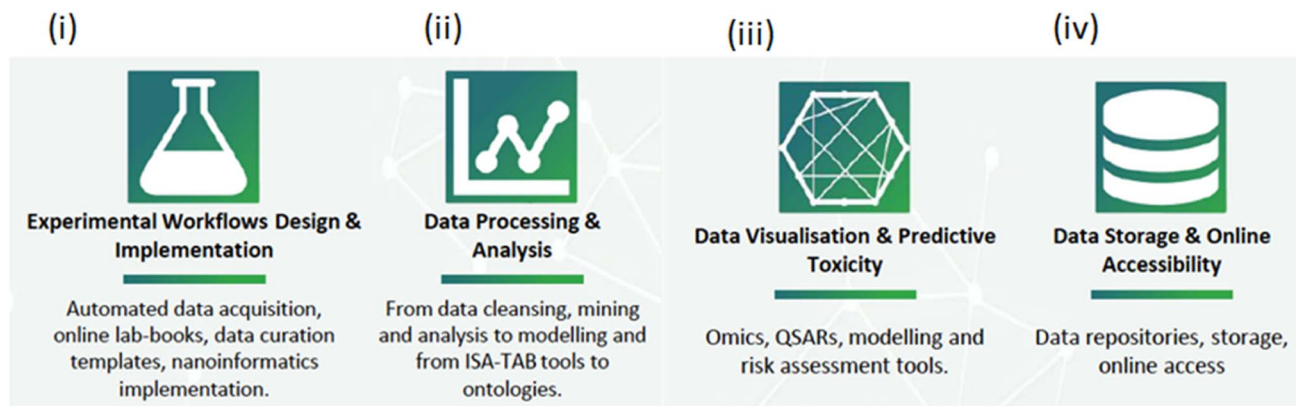 (i)
Experimental Workflows Design &
Implementation
Automated data acquisition,
online lab-books, data curation
templates, nanoinformatics
implementation.
(ii)
Data Processing &
Analysis
From data cleansing, mining
and analysis to modelling and
from ISA-TAB tools to
ontologies.
(iii)
Data Visualisation & Predictive
Toxicity
Omics, QSARs, modelling and
risk assessment tools.
(iv)
Data Storage & Online
Accessibility
Data repositories, storage,
online access